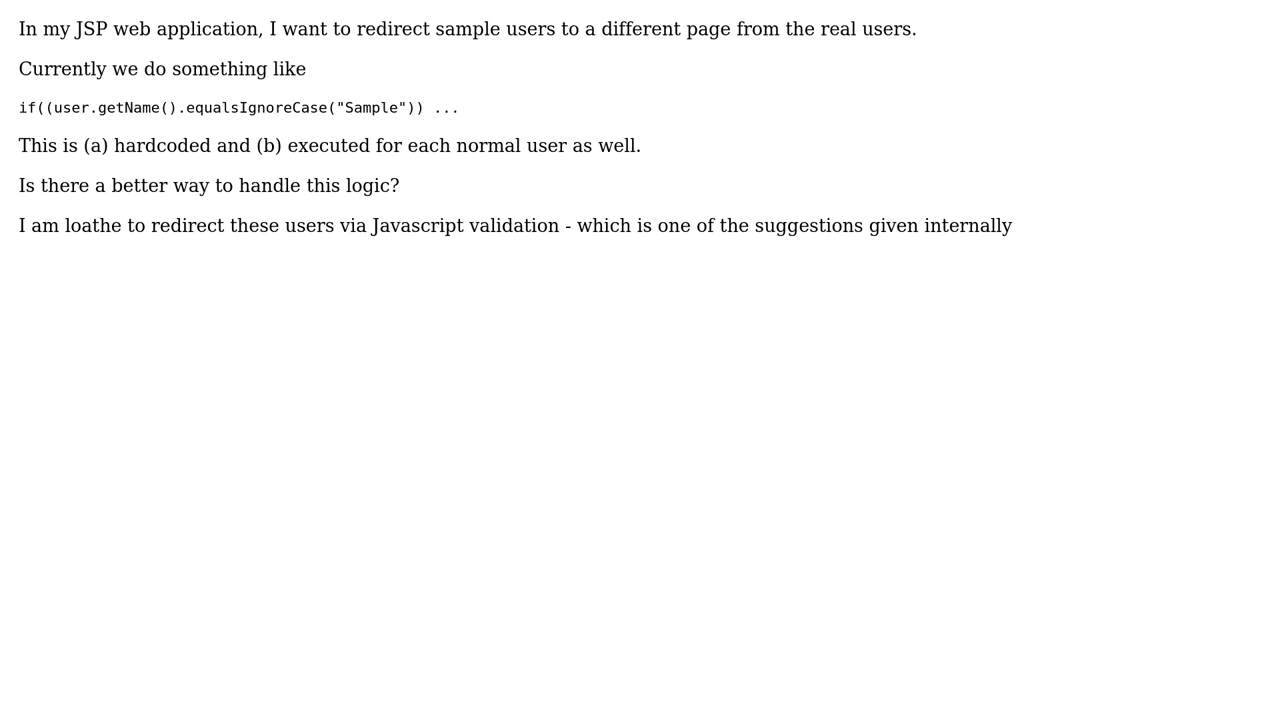 In my JSP web application, I want to redirect sample users to a different page from the real users.
Currently we do something like
if((user.getName().equalsIgnoreCase("Sample")) ...
This is (a) hardcoded and (b) executed for each normal user as well.
Is there a better way to handle this logic?
I am loathe to redirect these users via Javascript validation - which is one of the suggestions given internally